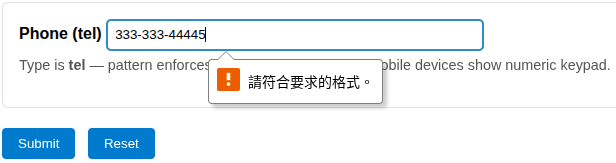 Phone (tel) 333-333-44445
Type is tel — pattern enforces obile devices show numeric keypad.
! 請符合要求的格式。
Submit Reset